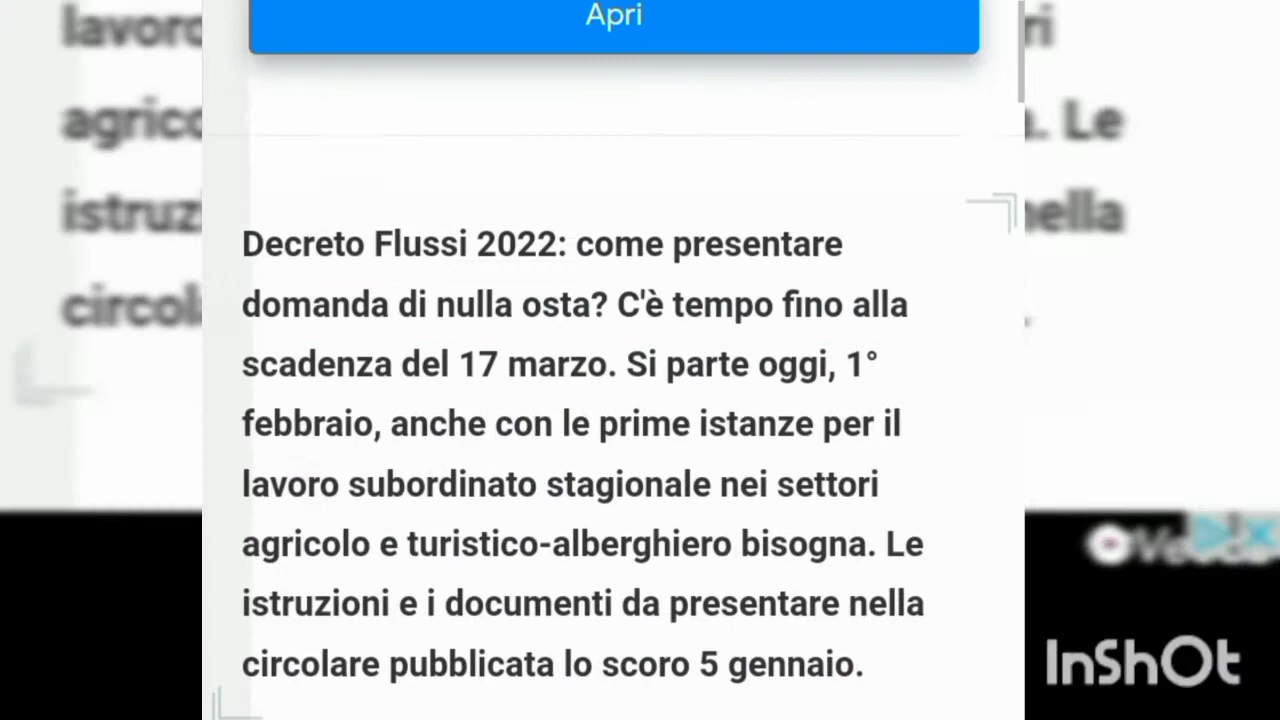 Apri
Decreto Flussi 2022: come presentare
domanda di nulla osta? C'è tempo fino alla
scadenza del 17 marzo. Si parte oggi, 1°
febbraio, anche con le prime istanze per il
lavoro subordinato stagionale nei settori
agricolo e turistico-alberghiero bisogna. Le
istruzioni e i documenti da presentare nella
circolare pubblicata lo scoro 5 gennaio.
InShOt